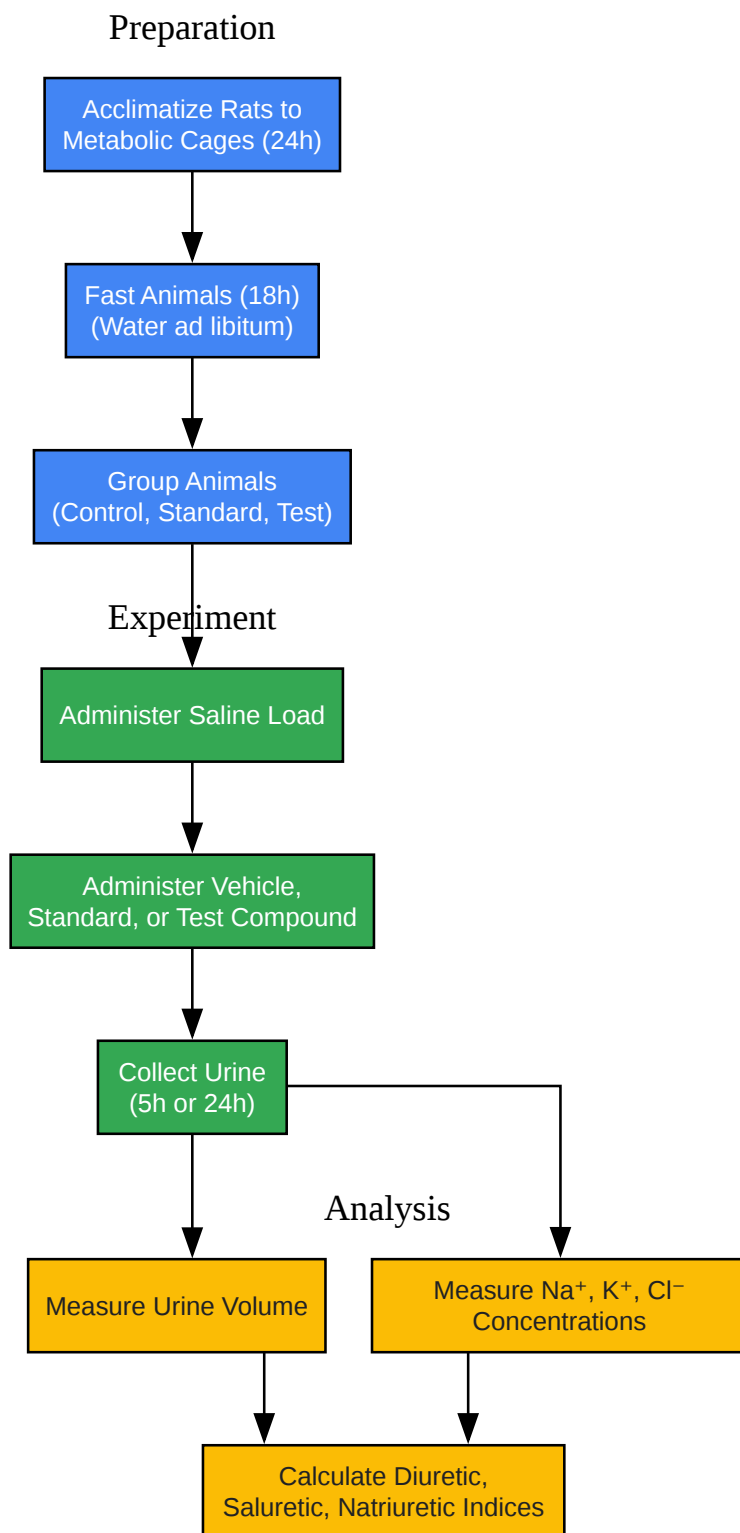 Preparation
Acclimatize Rats to
Metabolic Cages (24h)
Fast Animals (18h)
(Water ad libitum)
Group Animals
(Control, Standard, Test)
Experiment
Administer Saline Load
Administer Vehicle,
Standard, or Test Compound
Collect Urine
(5h or 24h)
Analysis
Measure Urine Volume
Measure Na⁺, K⁺, Cl⁻
Concentrations
Calculate Diuretic,
Saluretic, Natriuretic Indices